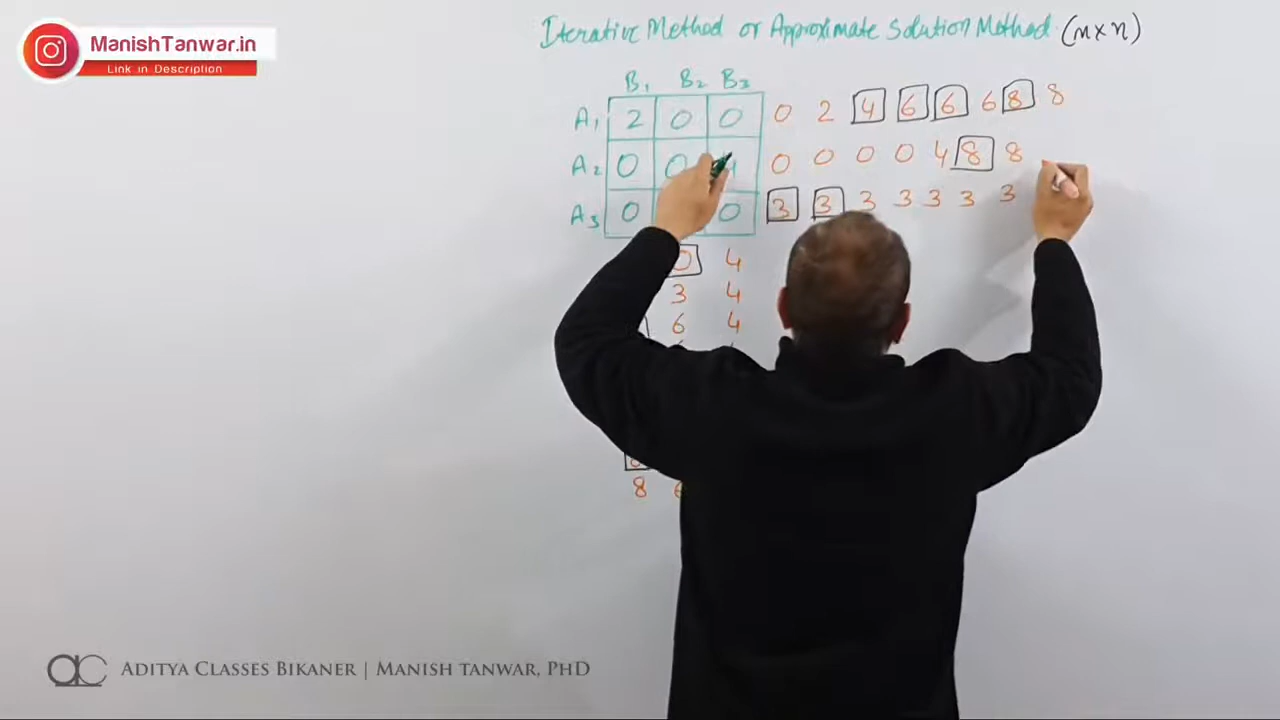 ManishTanwar.in
Link in Description
Iterative Method or Approximate Solution Method (n×n)
B₁ B₂ B₃
A₁ 2 0 0 0 2 4 6 6 6 8 8
A₂ 0 0 0 0 0 0 4 8 8
A₃ 0 0 3 3 3 3 3 3 3
0 4
3 4
6 4
8
ADITYA CLASSES BIKANER | MANISH TANWAR, PHD